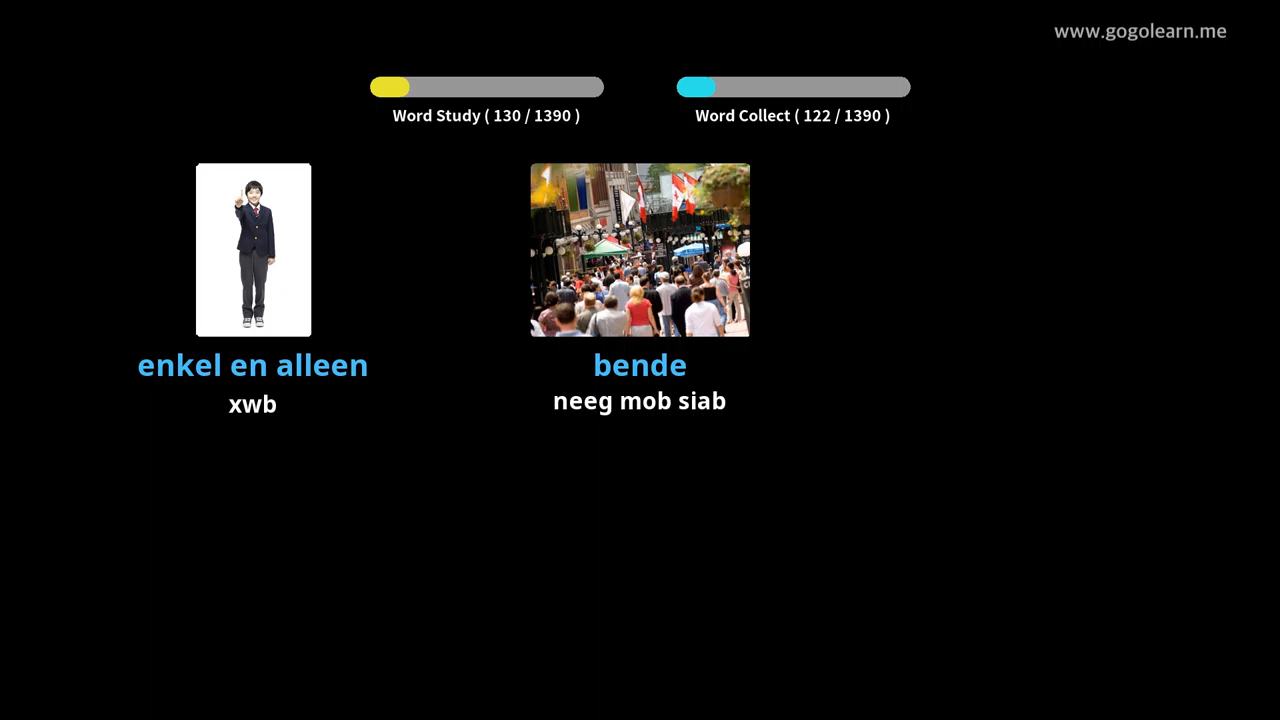 www.gogolearn.me
Word Study ( 130 / 1390 )
Word Collect ( 122 / 1390 )
enkel en alleen
xwb
bende
neeg mob siab